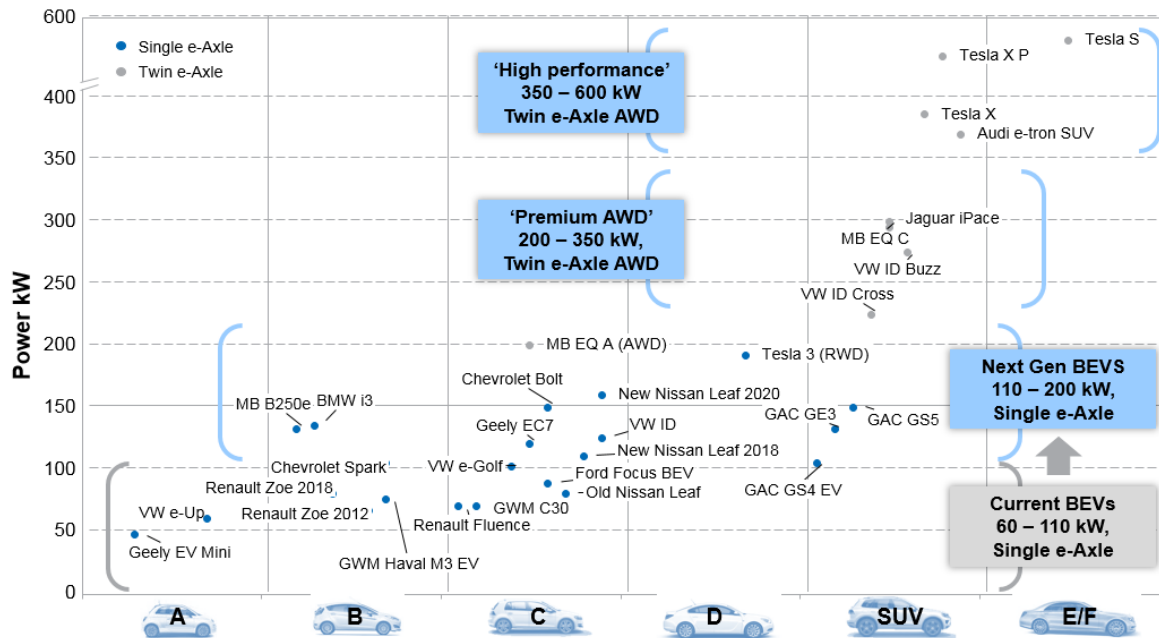 600
Single e-Axle
Twin e-Axle
Tesla S
Tesla X P
‘High performance’
350 – 600 kW
Twin e-Axle AWD
400
Tesla X
Audi e-tron SUV
350
‘Premium AWD’
200 – 350 kW,
Twin e-Axle AWD
300
Jaguar iPace
MB EQ C
VW ID Buzz
250
VW ID Cross
Power kW
200
MB EQ A (AWD)
Tesla 3 (RWD)
Next Gen BEVS
110 – 200 kW,
Single e-Axle
Chevrolet Bolt
New Nissan Leaf 2020
150
MB B250e
BMW i3
GAC GE3
GAC GS5
Geely EC7
VW ID
New Nissan Leaf 2018
100
Chevrolet Spark
VW e-Golf
Ford Focus BEV
GAC GS4 EV
Renault Zoe 2018
Old Nissan Leaf
Current BEVs
60 – 110 kW,
Single e-Axle
VW e-Up
Renault Zoe 2012
GWM C30
Renault Fluence
50
Geely EV Mini
GWM Haval M3 EV
0
A
B
C
D
SUV
E/F